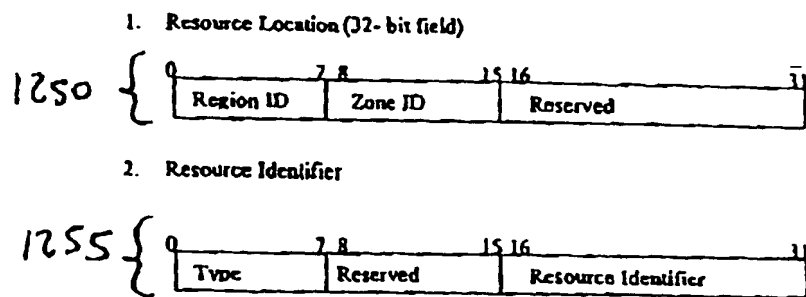 1. Resource Location (32- bit field)
0 7 8 15 16 31
1250 { Region ID Zone ID Reserved
2. Resource Identifier
0 7 8 15 16 31
1255 { Type Reserved Resource Identifier